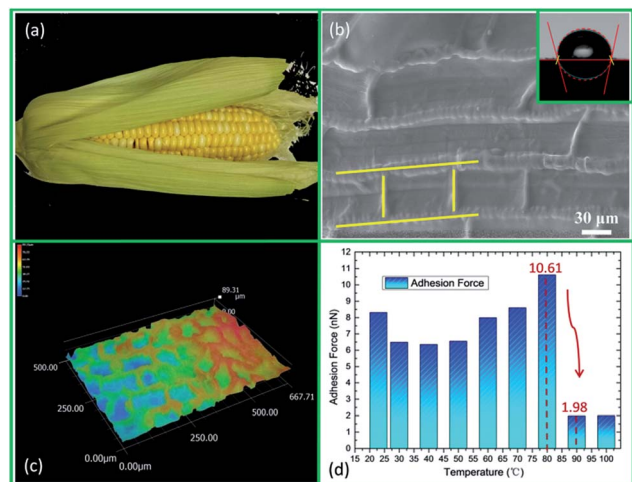 (a)
(b)
30 μm
89.31
μm
0.00
500.00
250.00
0.00μm
0.00μm
250.00
500.00
667.71
(c)
12
11
10
9
8
7
6
5
4
3
2
1
0
Adhesion Force (nN)
Adhesion Force
10.61
1.98
15 20 25 30 35 40 45 50 55 60 65 70 75 80 85 90 95 100
Temperature (℃)
(d)